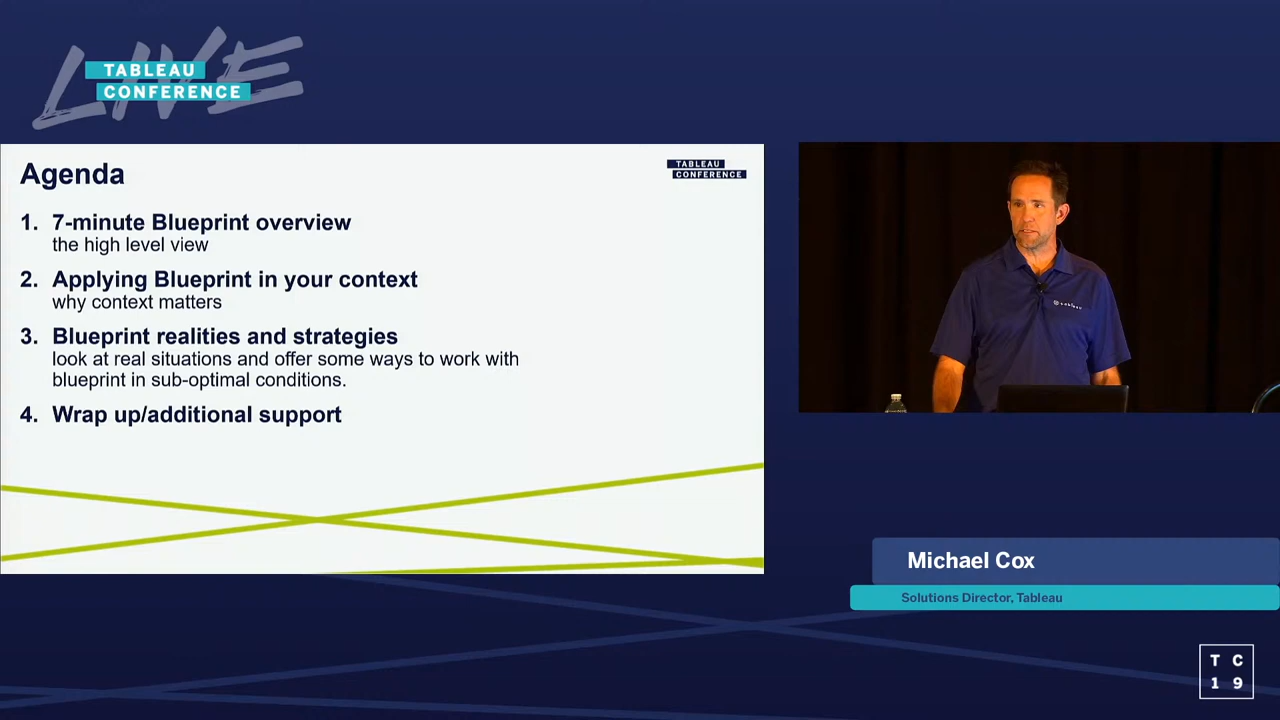 LIVE
TABLEAU
CONFERENCE
Agenda
TABLEAU
CONFERENCE
1. 7-minute Blueprint overview
the high level view
2. Applying Blueprint in your context
why context matters
3. Blueprint realities and strategies
look at real situations and offer some ways to work with
blueprint in sub-optimal conditions.
4. Wrap up/additional support
tableau
Michael Cox
Solutions Director, Tableau
T C
1 9